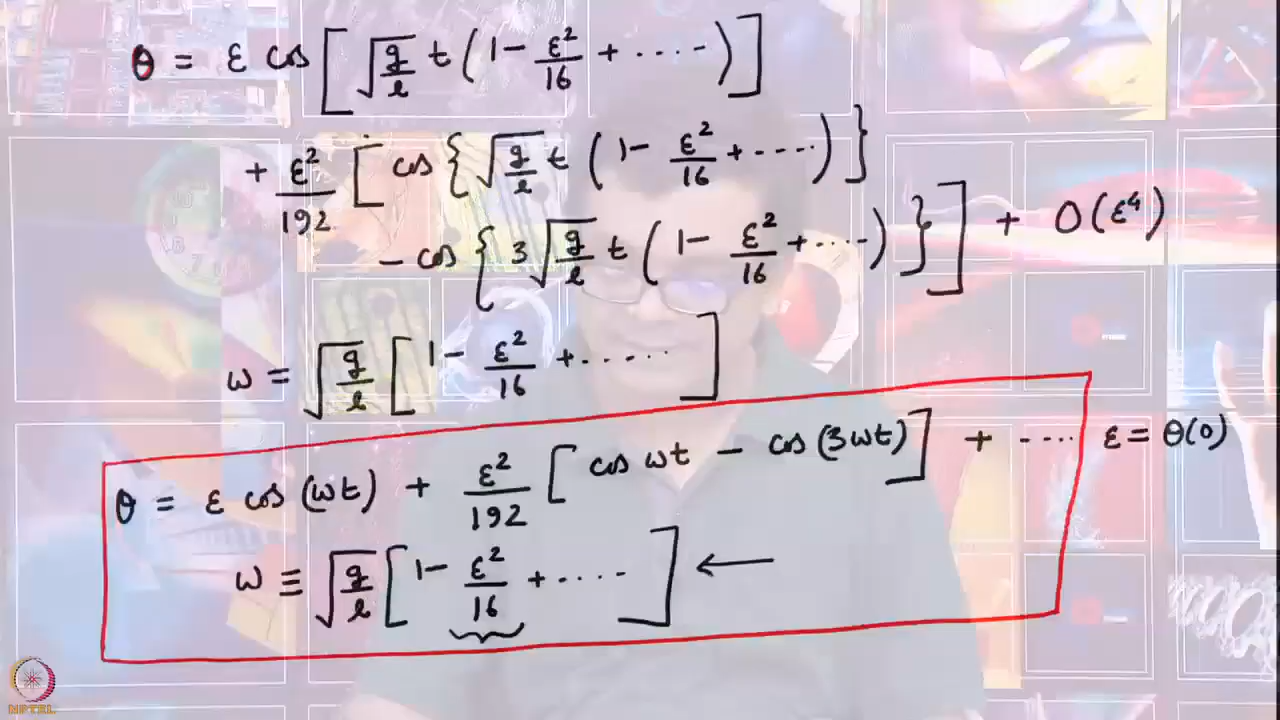 θ = ε cos [ √(g/l) t ( 1 - ε²/16 + ···· ) ]
+ ε²/192 [ cos { √(g/l) t ( 1 - ε²/16 + ---- ) }
- cos { 3 √(g/l) t ( 1 - ε²/16 + ···· ) } ] + O(ε⁴)
ω = √(g/l) [ 1 - ε²/16 + ······ ]
θ = ε cos (ωt) + ε²/192 [ cos ωt - cos (3ωt) ] + ---- ε = θ(0)
ω ≡ √(g/l) [ 1 - ε²/16 + ····· ] ←
NPTEL